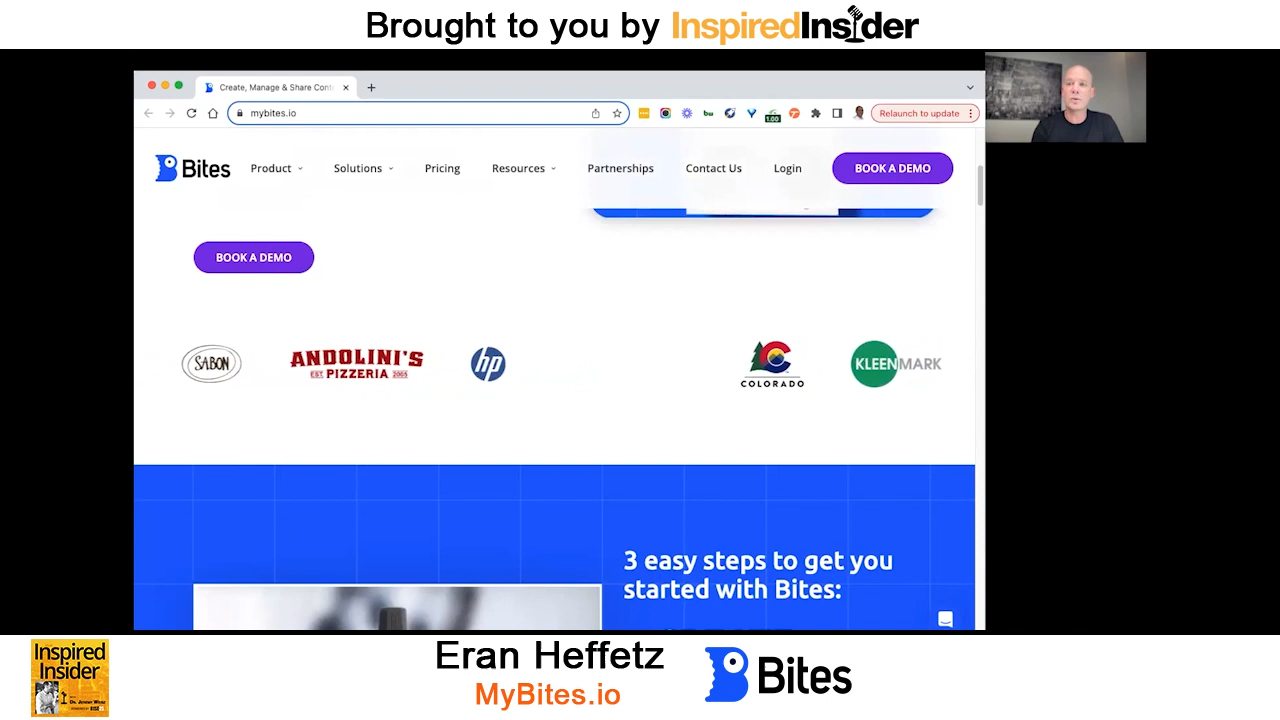 Brought to you by InspiredInsider
Create, Manage & Share Cont
mybites.io
1.00
Relaunch to update
Bites
Product
Solutions
Pricing
Resources
Partnerships
Contact Us
Login
BOOK A DEMO
BOOK A DEMO
SABON
ANDOLINI'S
EST. PIZZERIA 2005
hp
COLORADO
KLEENMARK
3 easy steps to get you
started with Bites:
Inspired
Insider
Eran Heffetz
MyBites.io
Bites